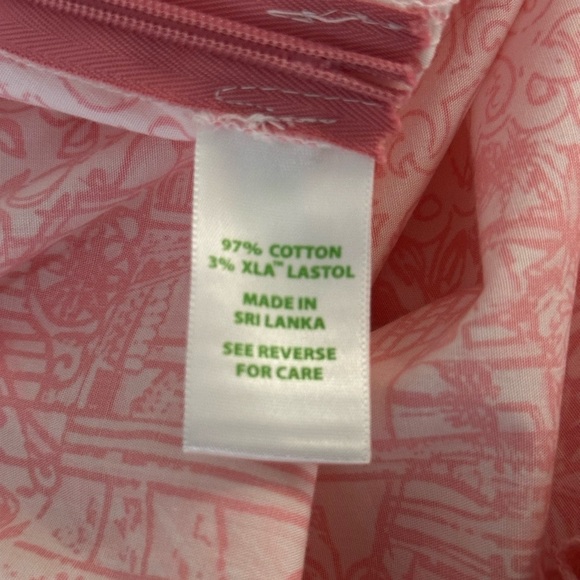 97% COTTON
3% XLA™ LASTOL
MADE IN
SRI LANKA
SEE REVERSE
FOR CARE